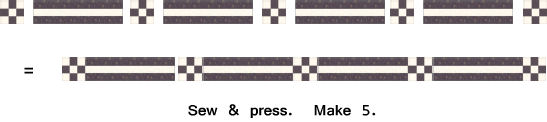 =
Sew & press. Make 5.